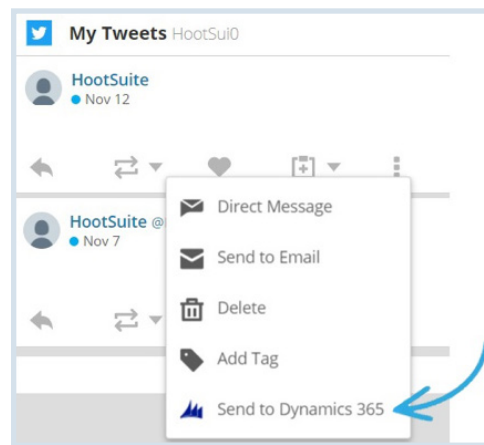 My Tweets HootSui0
HootSuite
Nov 12
HootSuite @
Nov 7
Direct Message
Send to Email
Delete
Add Tag
Send to Dynamics 365